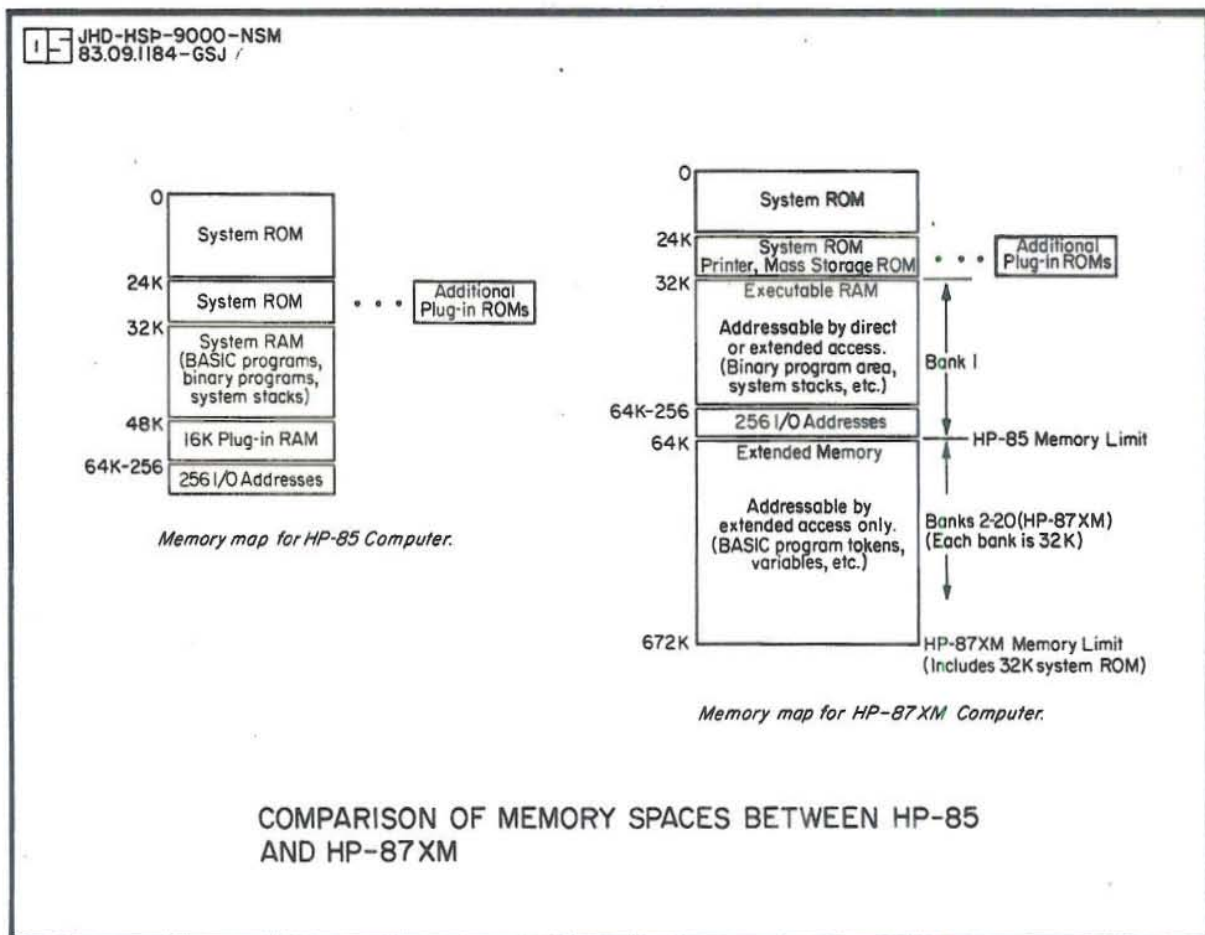 JHD-HSP-9000-NSM
83.09.1184-GSJ
0
System ROM
24K
System ROM
32K
System RAM
(BASIC programs,
binary programs,
system stacks)
48K
16K Plug-in RAM
64K-256
256 I/O Addresses
Additional
Plug-in ROMs
Memory map for HP-85 Computer.
0
System ROM
24K
System ROM
Printer, Mass Storage ROM
32K
Executable RAM
Addressable by direct
or extended access.
(Binary program area,
system stacks, etc.)
64K-256
256 I/O Addresses
64K
Extended Memory
Addressable by
extended access only.
(BASIC program tokens,
variables, etc.)
672K
Additional
Plug-in ROMs
Bank 1
HP-85 Memory Limit
Banks 2-20 (HP-87XM)
(Each bank is 32K)
HP-87XM Memory Limit
(Includes 32K system ROM)
Memory map for HP-87XM Computer.
COMPARISON OF MEMORY SPACES BETWEEN HP-85
AND HP-87XM